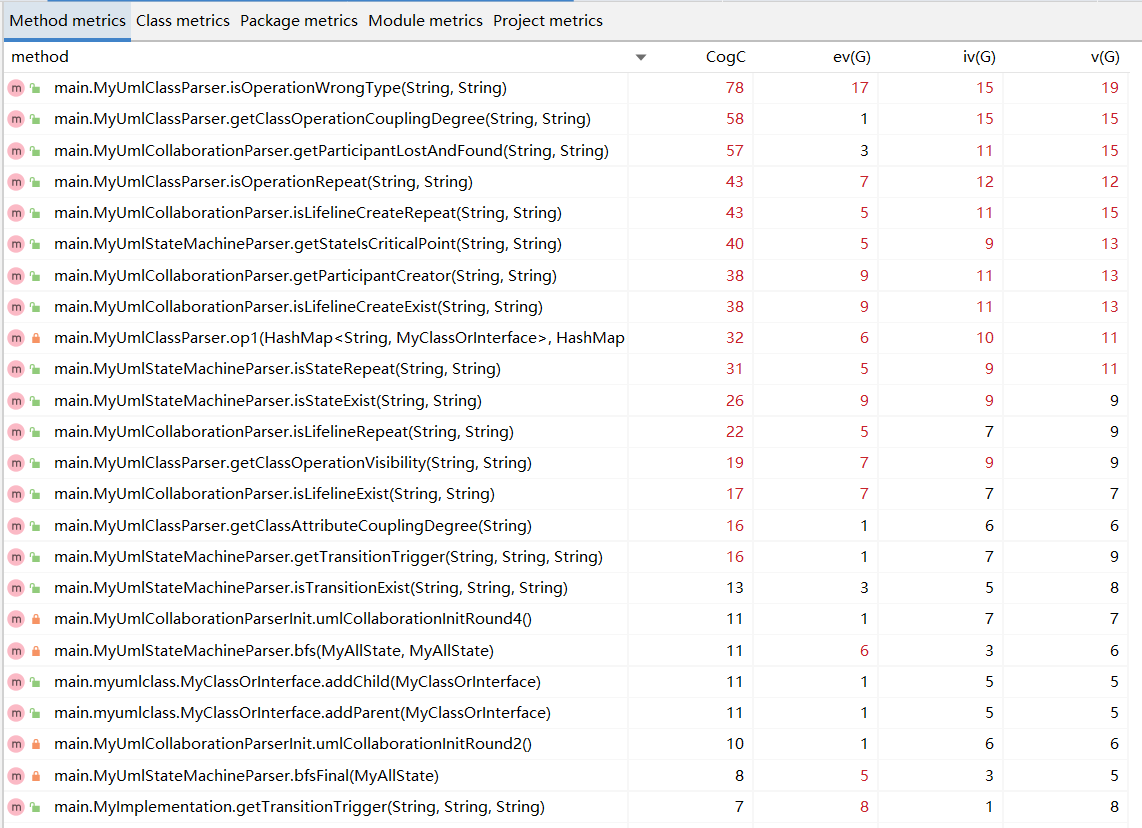 Method metrics Class metrics Package metrics Module metrics Project metrics
method CogC ev(G) iv(G) v(G)
m main.MyUmlClassParser.isOperationWrongType(String, String) 78 17 15 19
m main.MyUmlClassParser.getClassOperationCouplingDegree(String, String) 58 1 15 15
m main.MyUmlCollaborationParser.getParticipantLostAndFound(String, String) 57 3 11 15
m main.MyUmlClassParser.isOperationRepeat(String, String) 43 7 12 12
m main.MyUmlCollaborationParser.isLifelineCreateRepeat(String, String) 43 5 11 15
m main.MyUmlStateMachineParser.getStateIsCriticalPoint(String, String) 40 5 9 13
m main.MyUmlCollaborationParser.getParticipantCreator(String, String) 38 9 11 13
m main.MyUmlCollaborationParser.isLifelineCreateExist(String, String) 38 9 11 13
m main.MyUmlClassParser.op1(HashMap<String, MyClassOrInterface>, HashMap 32 6 10 11
m main.MyUmlStateMachineParser.isStateRepeat(String, String) 31 5 9 11
m main.MyUmlStateMachineParser.isStateExist(String, String) 26 9 9 9
m main.MyUmlCollaborationParser.isLifelineRepeat(String, String) 22 5 7 9
m main.MyUmlClassParser.getClassOperationVisibility(String, String) 19 7 9 9
m main.MyUmlCollaborationParser.isLifelineExist(String, String) 17 7 7 7
m main.MyUmlClassParser.getClassAttributeCouplingDegree(String) 16 1 6 6
m main.MyUmlStateMachineParser.getTransitionTrigger(String, String, String) 16 1 7 9
m main.MyUmlStateMachineParser.isTransitionExist(String, String, String) 13 3 5 8
m main.MyUmlCollaborationParserInit.umlCollaborationInitRound4() 11 1 7 7
m main.MyUmlStateMachineParser.bfs(MyAllState, MyAllState) 11 6 3 6
m main.myumlclass.MyClassOrInterface.addChild(MyClassOrInterface) 11 1 5 5
m main.myumlclass.MyClassOrInterface.addParent(MyClassOrInterface) 11 1 5 5
m main.MyUmlCollaborationParserInit.umlCollaborationInitRound2() 10 1 6 6
m main.MyUmlStateMachineParser.bfsFinal(MyAllState) 8 5 3 5
m main.MyImplementation.getTransitionTrigger(String, String, String) 7 8 1 8